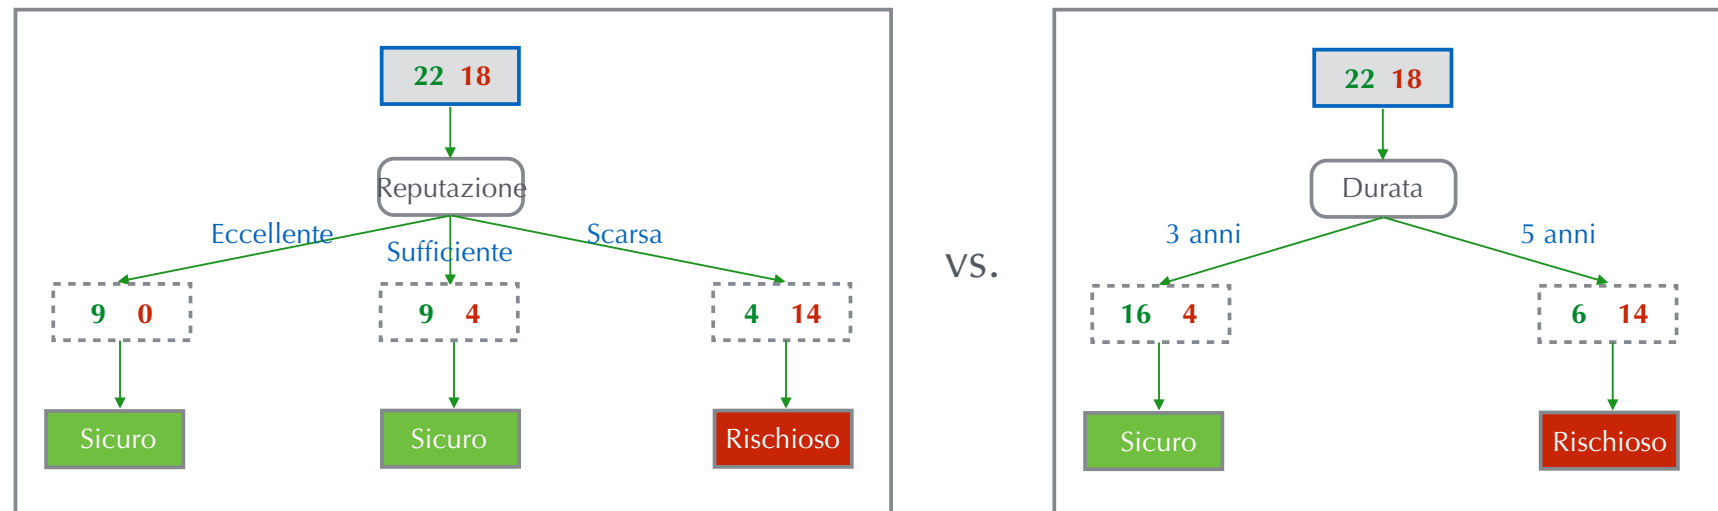 22 18
Reputazione
Eccellente
Sufficiente
Scarsa
9 0
9 4
4 14
Sicuro
Sicuro
Rischioso
vs.
22 18
Durata
3 anni
5 anni
16 4
6 14
Sicuro
Rischioso